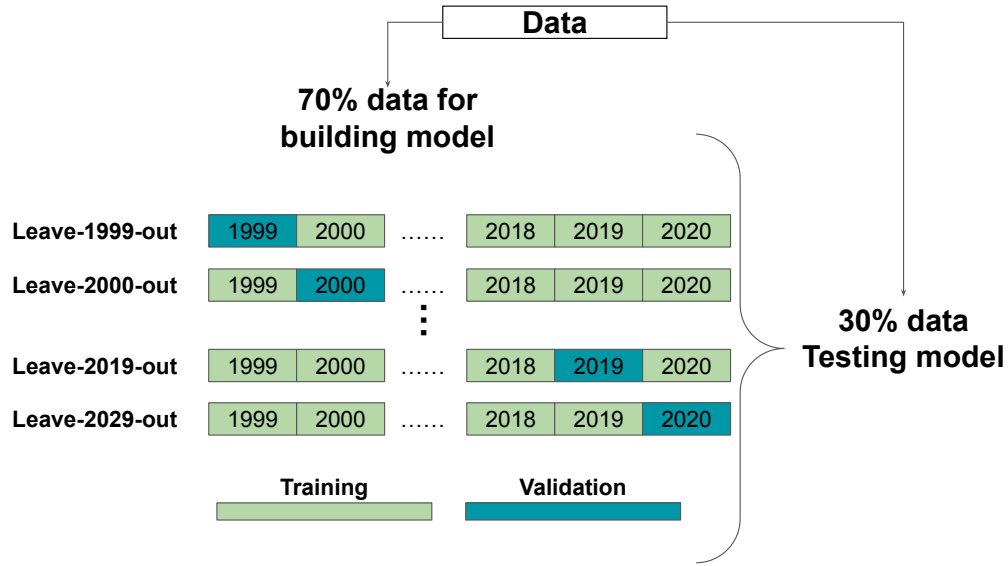 Data
70% data for
building model
Leave-1999-out 1999 2000 ...... 2018 2019 2020
Leave-2000-out 1999 2000 ...... 2018 2019 2020
Leave-2019-out 1999 2000 ...... 2018 2019 2020
Leave-2029-out 1999 2000 ...... 2018 2019 2020
Training Validation
30% data
Testing model